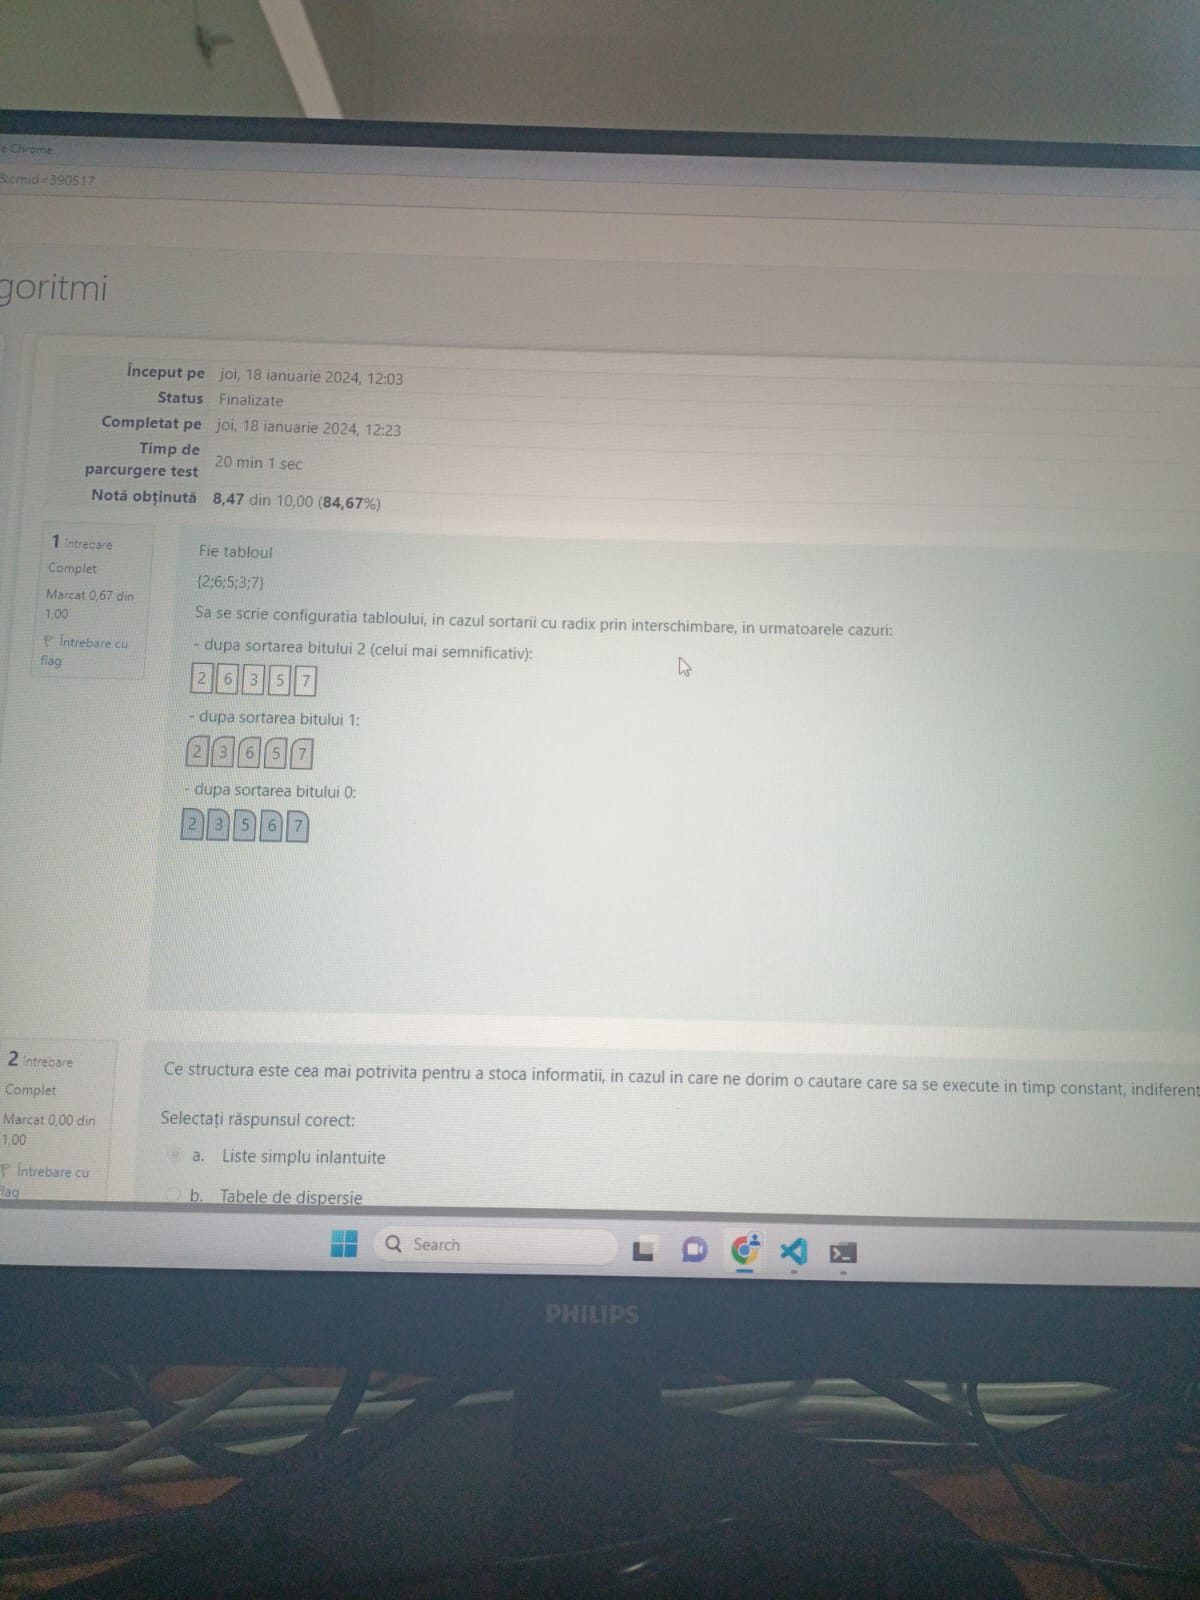 e Chrome
&cmid=390517
goritmi
Început pe joi, 18 ianuarie 2024, 12:03
Status Finalizate
Completat pe joi, 18 ianuarie 2024, 12:23
Timp de
parcurgere test 20 min 1 sec
Notă obținută 8,47 din 10,00 (84,67%)
1 Întrebare
Complet
Marcat 0,67 din
1,00
Întrebare cu
flag
Fie tabloul
{2;6;5;3;7}
Sa se scrie configuratia tabloului, in cazul sortarii cu radix prin interschimbare, in urmatoarele cazuri:
- dupa sortarea bitului 2 (celui mai semnificativ):
2 6 3 5 7
- dupa sortarea bitului 1:
2 3 6 5 7
- dupa sortarea bitului 0:
2 3 5 6 7
2 Întrebare
Complet
Marcat 0,00 din
1,00
Întrebare cu
flag
Ce structura este cea mai potrivita pentru a stoca informatii, in cazul in care ne dorim o cautare care sa se execute in timp constant, indiferent
Selectați răspunsul corect:
a. Liste simplu inlantuite
b. Tabele de dispersie
Search
PHILIPS